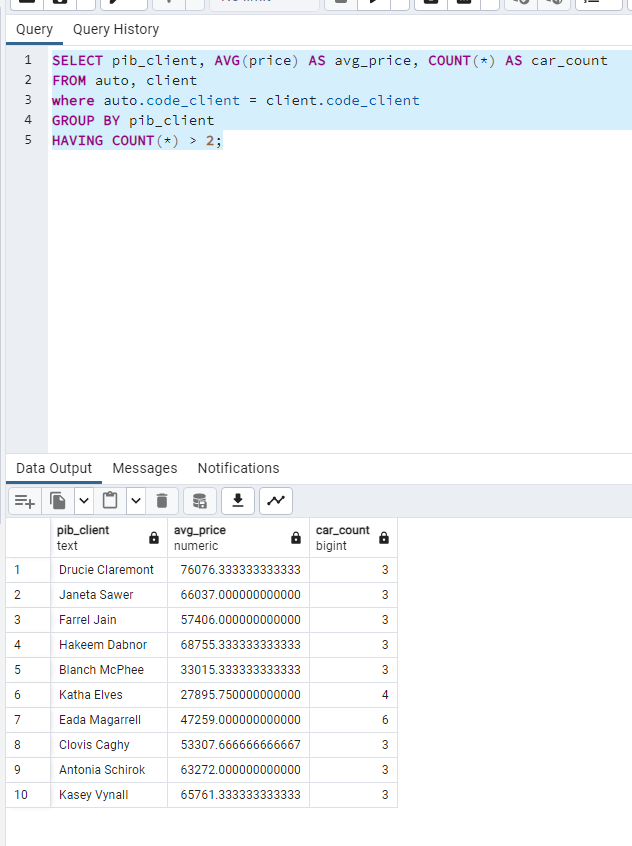 Query Query History
1 SELECT pib_client, AVG(price) AS avg_price, COUNT(*) AS car_count
2 FROM auto, client
3 where auto.code_client = client.code_client
4 GROUP BY pib_client
5 HAVING COUNT(*) > 2;
Data Output Messages Notifications
pib_client avg_price car_count
text numeric bigint
1 Drucie Claremont 76076.333333333333 3
2 Janeta Sawer 66037.000000000000 3
3 Farrel Jain 57406.000000000000 3
4 Hakeem Dabnor 68755.333333333333 3
5 Blanch McPhee 33015.333333333333 3
6 Katha Elves 27895.750000000000 4
7 Eada Magarrell 47259.000000000000 6
8 Clovis Caghy 53307.666666666667 3
9 Antonia Schirok 63272.000000000000 3
10 Kasey Vynall 65761.333333333333 3